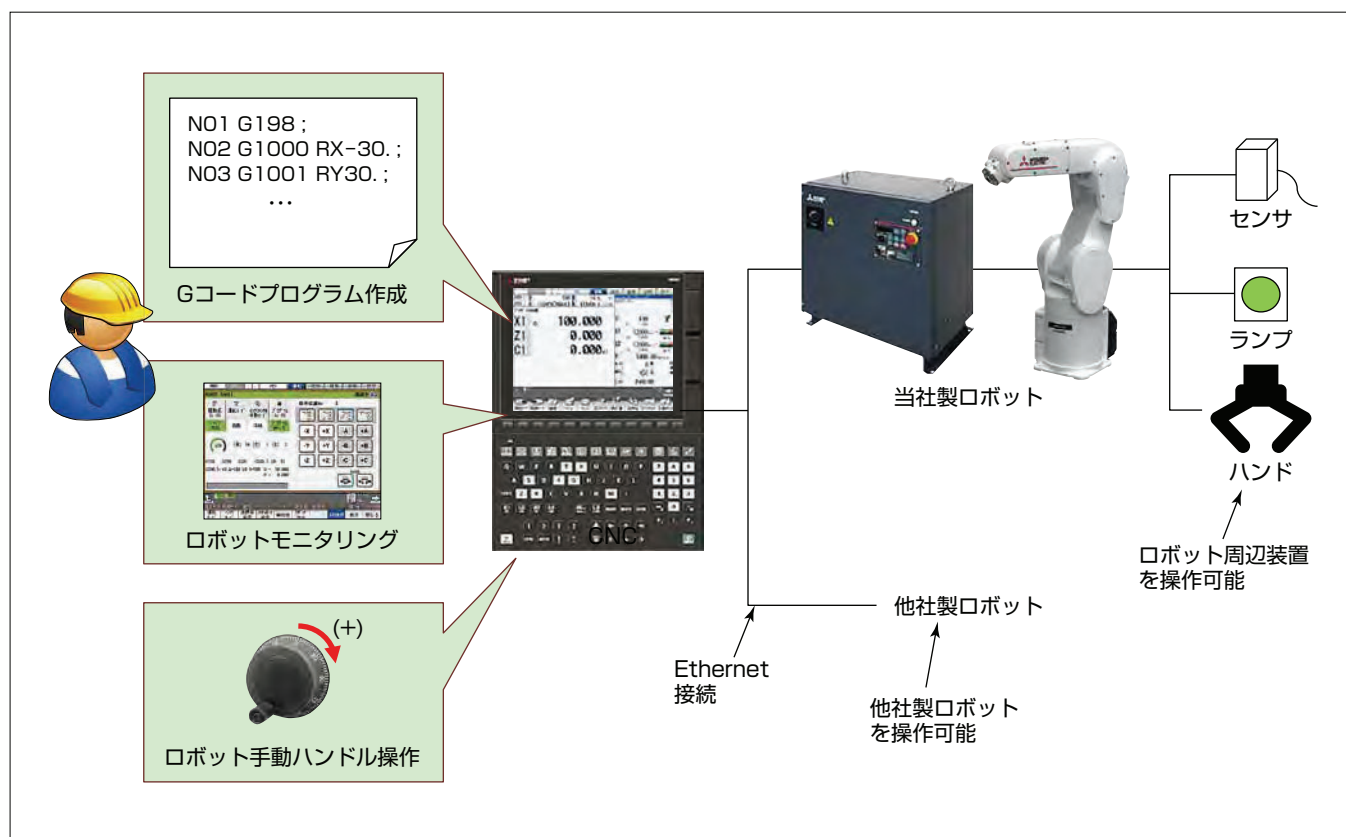 N01 G198 ;
N02 G1000 RX-30. ;
N03 G1001 RY30. ;
…
Gコードプログラム作成
ロボットモニタリング
(+)
ロボット手動ハンドル操作
X1 100.000
Z1 0.000
C1 0.000
CNC
Ethernet
接続
当社製ロボット
他社製ロボット
他社製ロボット
を操作可能
センサ
ランプ
ハンド
ロボット周辺装置
を操作可能